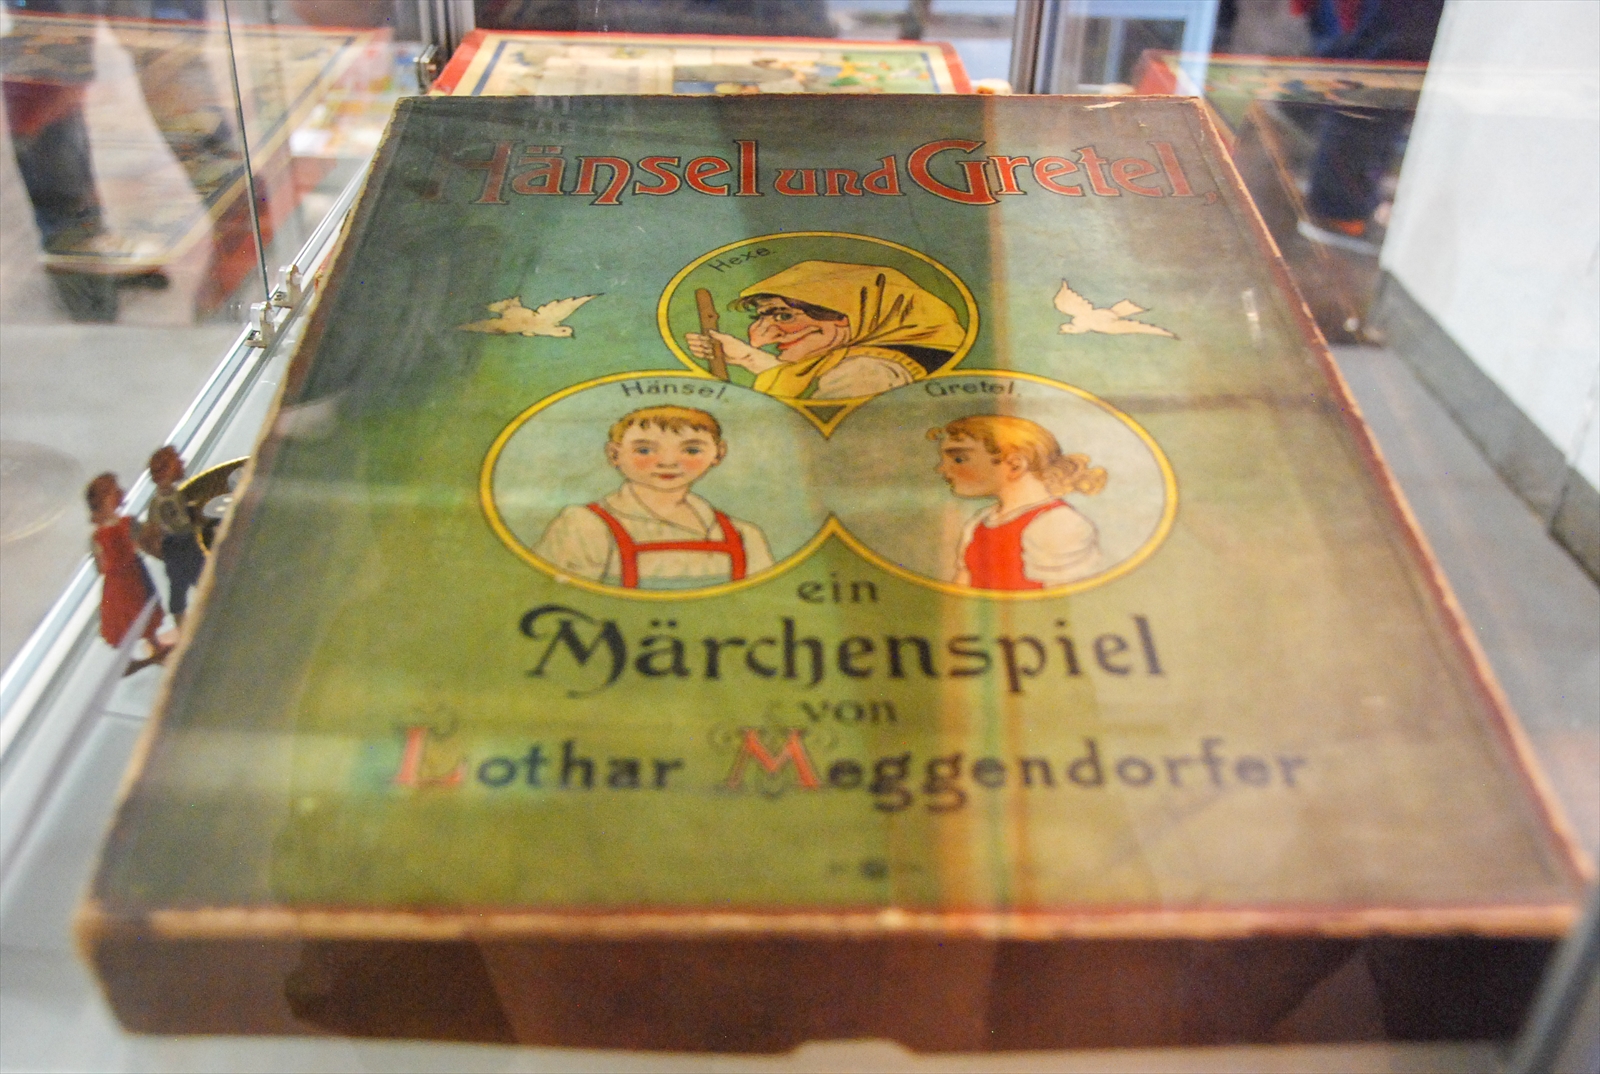 Hänsel und Gretel,
Hexe.
Hänsel.
Gretel.
ein
Märchenspiel
von
Lothar Meggendorfer